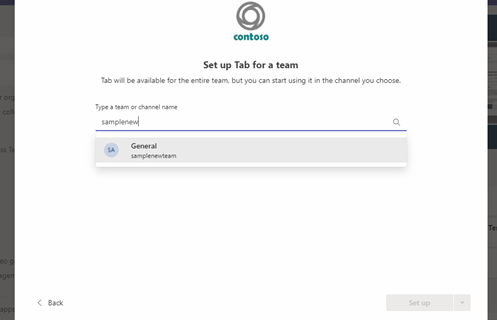 contoso
Set up Tab for a team
Tab will be available for the entire team, but you can start using it in the channel you choose.
Type a team or channel name
samplenew
SA
General
samplenewteam
Back
Set up